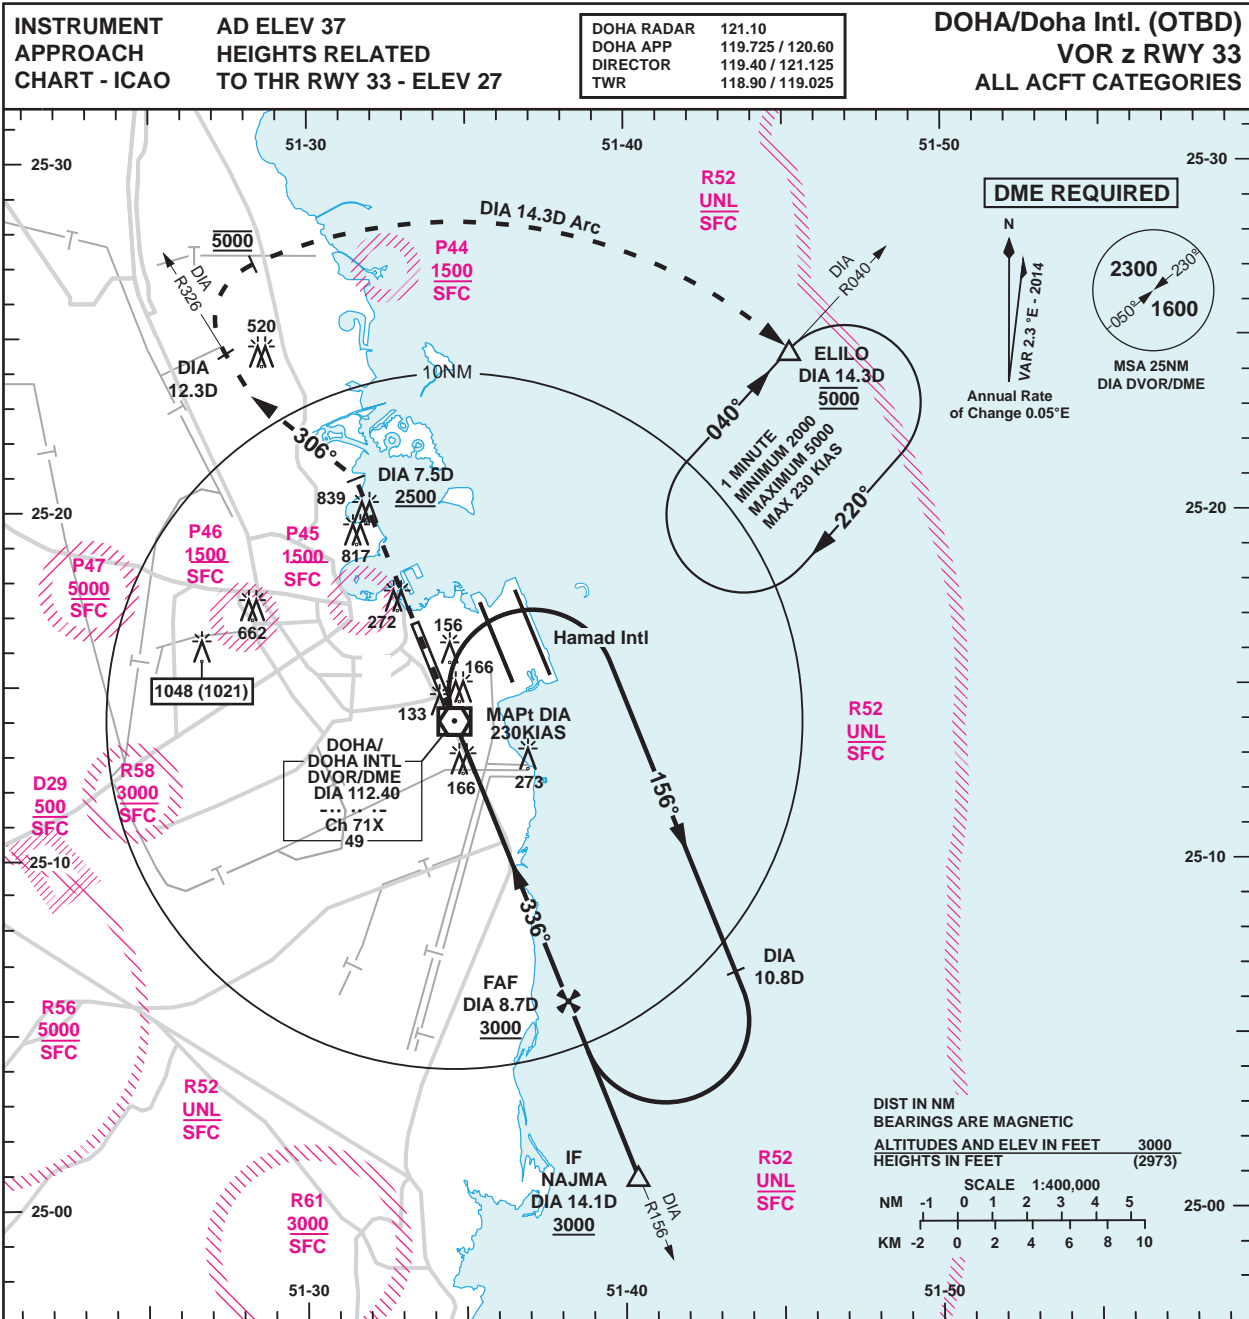 INSTRUMENT
APPROACH
CHART - ICAO
AD ELEV 37
HEIGHTS RELATED
TO THR RWY 33 - ELEV 27
DOHA RADAR 121.10
DOHA APP 119.725 / 120.60
DIRECTOR 119.40 / 121.125
TWR 118.90 / 119.025
DOHA/Doha Intl. (OTBD)
VOR z RWY 33
ALL ACFT CATEGORIES
51-30
51-40
51-50
25-30
25-30
R52
UNL
SFC
DME REQUIRED
DIA 14.3D Arc
5000
P44
1500
SFC
DIA
R326
DIA
R040
N
VAR 2.3 °E - 2014
Annual Rate
of Change 0.05°E
2300
230°
050°
1600
MSA 25NM
DIA DVOR/DME
520
DIA
12.3D
10NM
ELILO
DIA 14.3D
5000
040°
1 MINUTE
MINIMUM 2000
MAXIMUM 5000
MAX 230 KIAS
220°
306°
DIA 7.5D
2500
839
817
25-20
25-20
P46
1500
SFC
P45
1500
SFC
P47
5000
SFC
272
662
156
Hamad Intl
166
1048 (1021)
133
MAPt DIA
230KIAS
R52
UNL
SFC
DOHA/
DOHA INTL
DVOR/DME
DIA 112.40
-·· ·· ·-
Ch 71X
49
166
273
156°
D29
500
SFC
R58
3000
SFC
25-10
25-10
336°
DIA
10.8D
FAF
DIA 8.7D
3000
R56
5000
SFC
R52
UNL
SFC
DIST IN NM
BEARINGS ARE MAGNETIC
ALTITUDES AND ELEV IN FEET 3000
HEIGHTS IN FEET (2973)
IF
NAJMA
DIA 14.1D
3000
R52
UNL
SFC
DIA
R156
SCALE 1:400,000
NM -1 0 1 2 3 4 5
KM -2 0 2 4 6 8 10
R61
3000
SFC
25-00
25-00
51-30
51-40
51-50